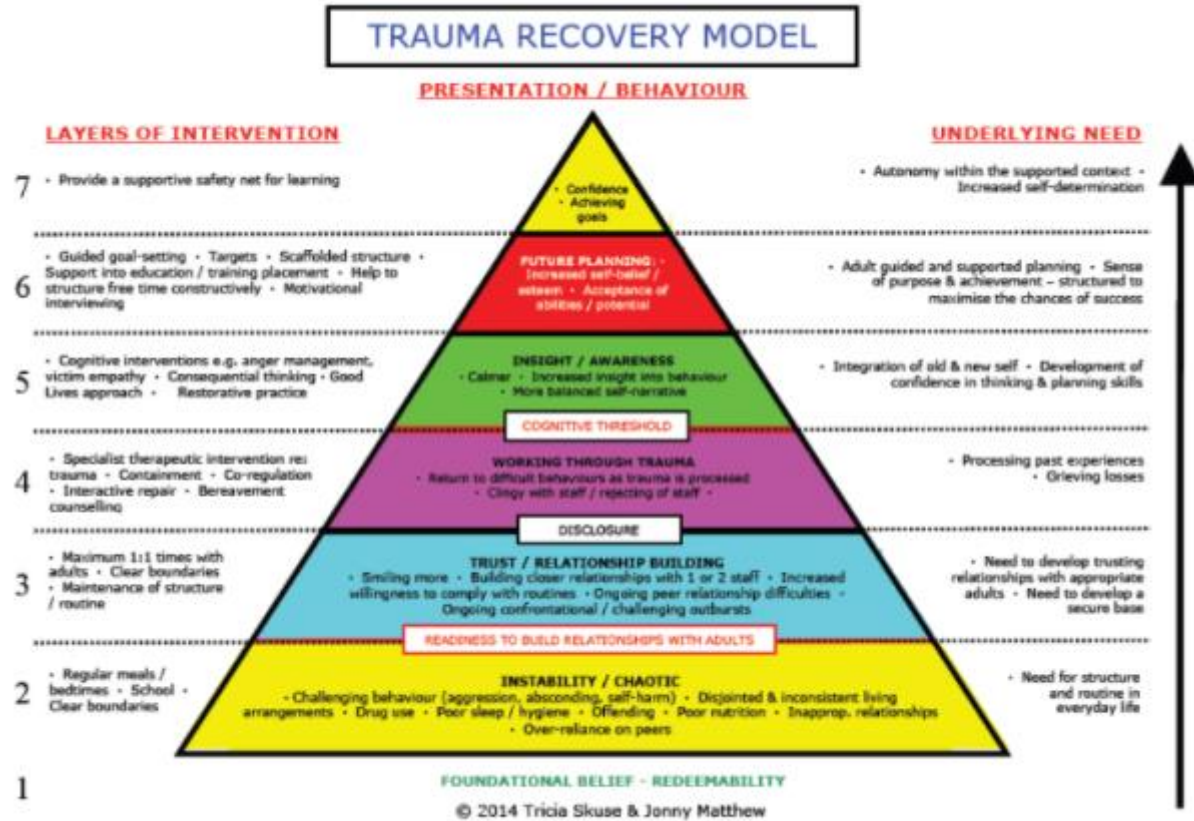 TRAUMA RECOVERY MODEL
PRESENTATION / BEHAVIOUR
LAYERS OF INTERVENTION
UNDERLYING NEED
7
• Provide a supportive safety net for learning
• Confidence
• Achieving
goals
• Autonomy within the supported context •
Increased self-determination
6
• Guided goal-setting • Targets • Scaffolded structure •
Support into education / training placement • Help to
structure free time constructively • Motivational
interviewing
FUTURE PLANNING: •
Increased self-belief /
esteem • Acceptance of
abilities / potential
• Adult guided and supported planning • Sense
of purpose & achievement – structured to
maximise the chances of success
5
• Cognitive interventions e.g. anger management,
victim empathy • Consequential thinking • Good
Lives approach • Restorative practice
INSIGHT / AWARENESS
• Calmer • Increased insight into behaviour
• More balanced self-narrative
• Integration of old & new self • Development of
confidence in thinking & planning skills
COGNITIVE THRESHOLD
4
• Specialist therapeutic intervention re:
trauma • Containment • Co-regulation
• Interactive repair • Bereavement
counselling
WORKING THROUGH TRAUMA
• Return to difficult behaviours as trauma is processed
• Clingy with staff / rejecting of staff •
• Processing past experiences
• Grieving losses
DISCLOSURE
3
• Maximum 1:1 times with
adults • Clear boundaries
• Maintenance of structure
/ routine
TRUST / RELATIONSHIP BUILDING
• Smiling more • Building closer relationships with 1 or 2 staff • Increased
willingness to comply with routines • Ongoing peer relationship difficulties •
Ongoing confrontational / challenging outbursts
• Need to develop trusting
relationships with appropriate
adults • Need to develop a
secure base
READINESS TO BUILD RELATIONSHIPS WITH ADULTS
2
• Regular meals /
bedtimes • School •
Clear boundaries
INSTABILITY / CHAOTIC
• Challenging behaviour (aggression, absconding, self-harm) • Disjointed & inconsistent living
arrangements • Drug use • Poor sleep / hygiene • Offending • Poor nutrition • Inapprop. relationships
• Over-reliance on peers
• Need for structure
and routine in
everyday life
1
FOUNDATIONAL BELIEF - REDEEMABILITY
© 2014 Tricia Skuse & Jonny Matthew